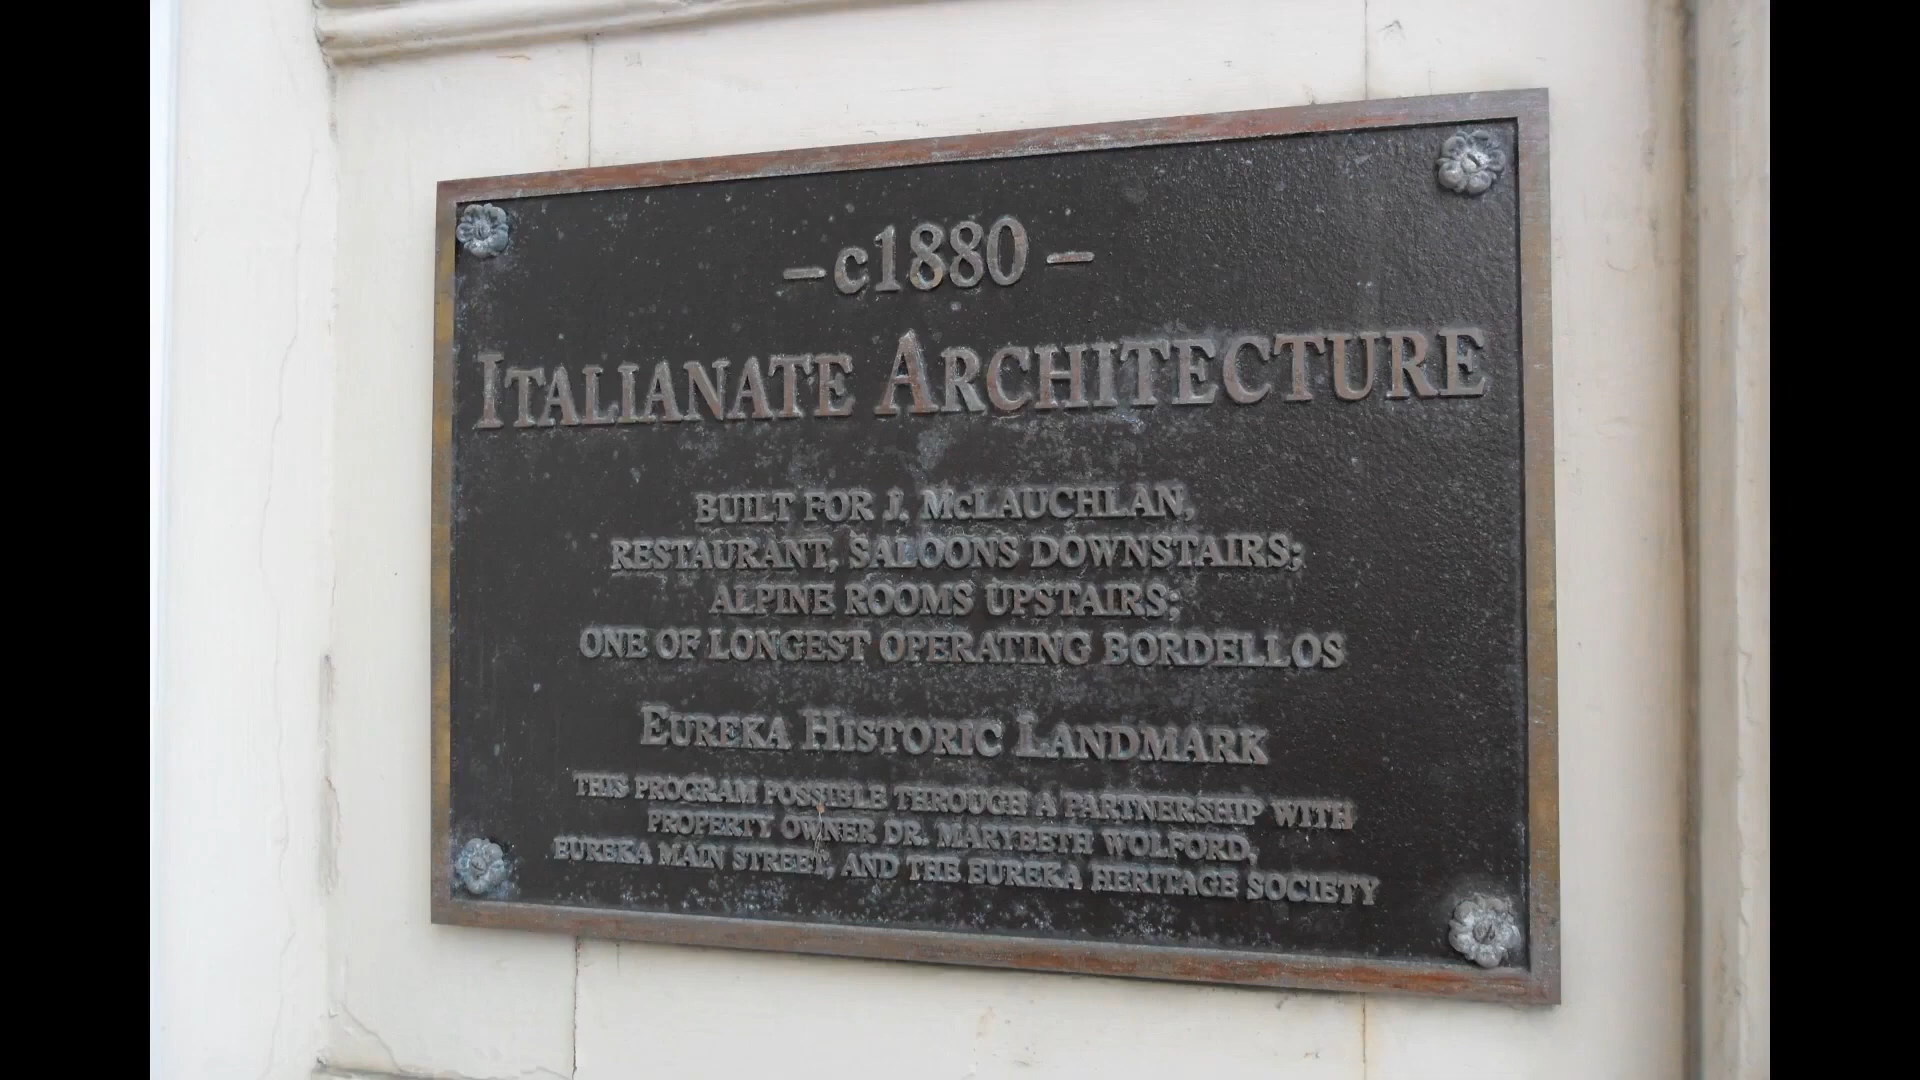 –c1880 –
ITALIANATE ARCHITECTURE
BUILT FOR J. McLAUCHLAN,
RESTAURANT, SALOONS DOWNSTAIRS;
ALPINE ROOMS UPSTAIRS;
ONE OF LONGEST OPERATING BORDELLOS
EUREKA HISTORIC LANDMARK
THIS PROGRAM POSSIBLE THROUGH A PARTNERSHIP WITH
PROPERTY OWNER DR. MARYBETH WOLFORD,
EUREKA MAIN STREET, AND THE EUREKA HERITAGE SOCIETY